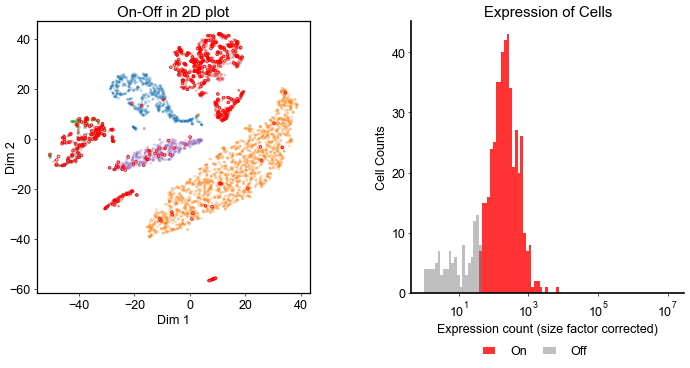 On-Off in 2D plot
Dim 2
40
20
0
−20
−40
−60
−40
−20
0
20
40
Dim 1
Expression of Cells
Cell Counts
40
30
20
10
0
10^1
10^3
10^5
10^7
Expression count (size factor corrected)
On
Off